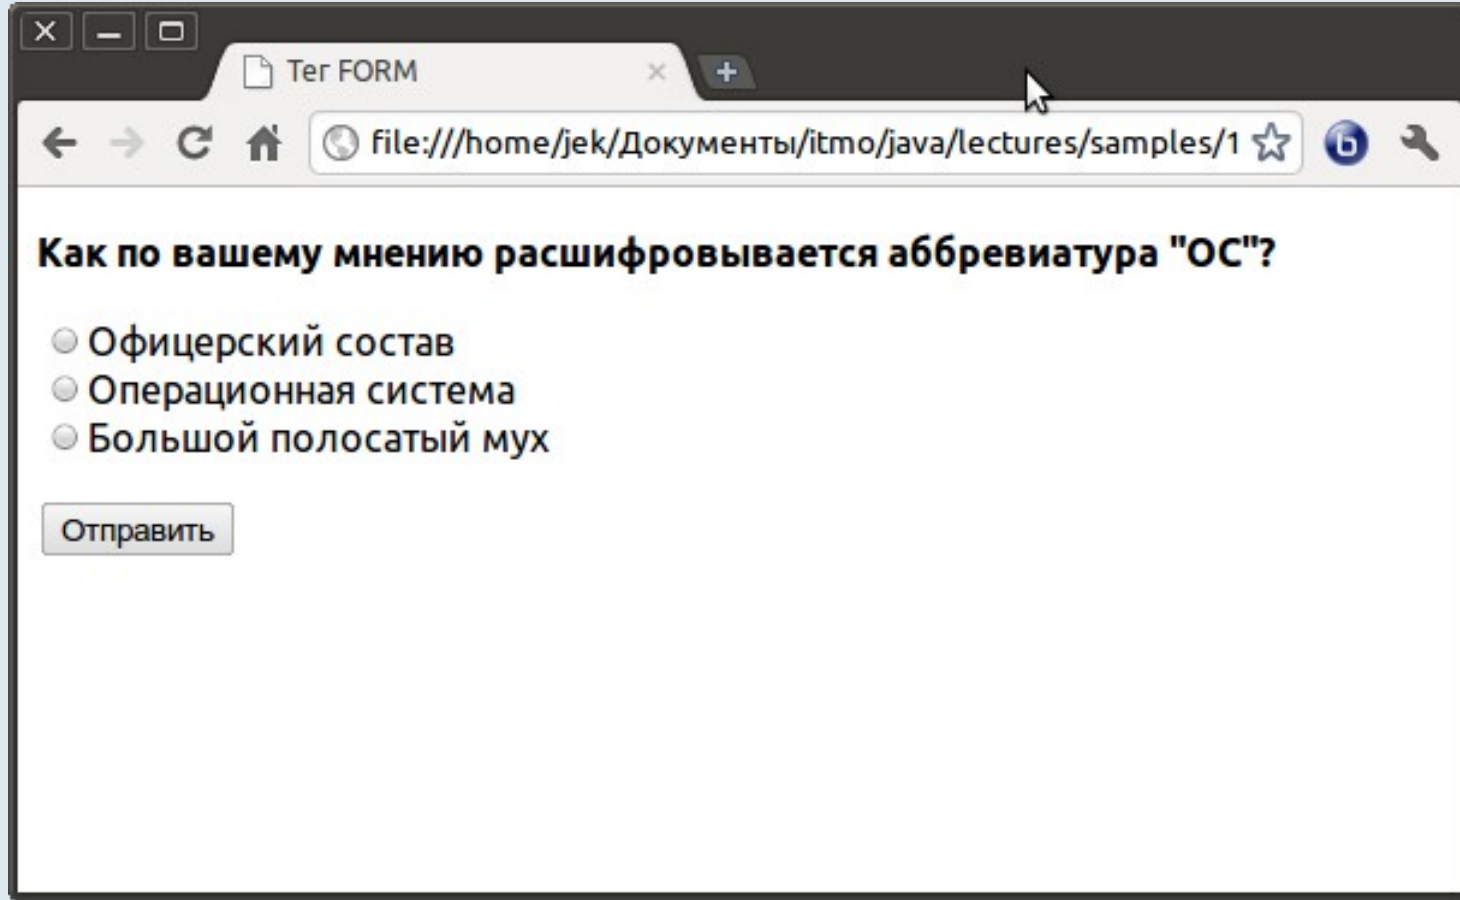 Тег FORM
file:///home/jek/Документы/itmo/java/lectures/samples/1
Как по вашему мнению расшифровывается аббревиатура "ОС"?
Офицерский состав
Операционная система
Большой полосатый мух
Отправить